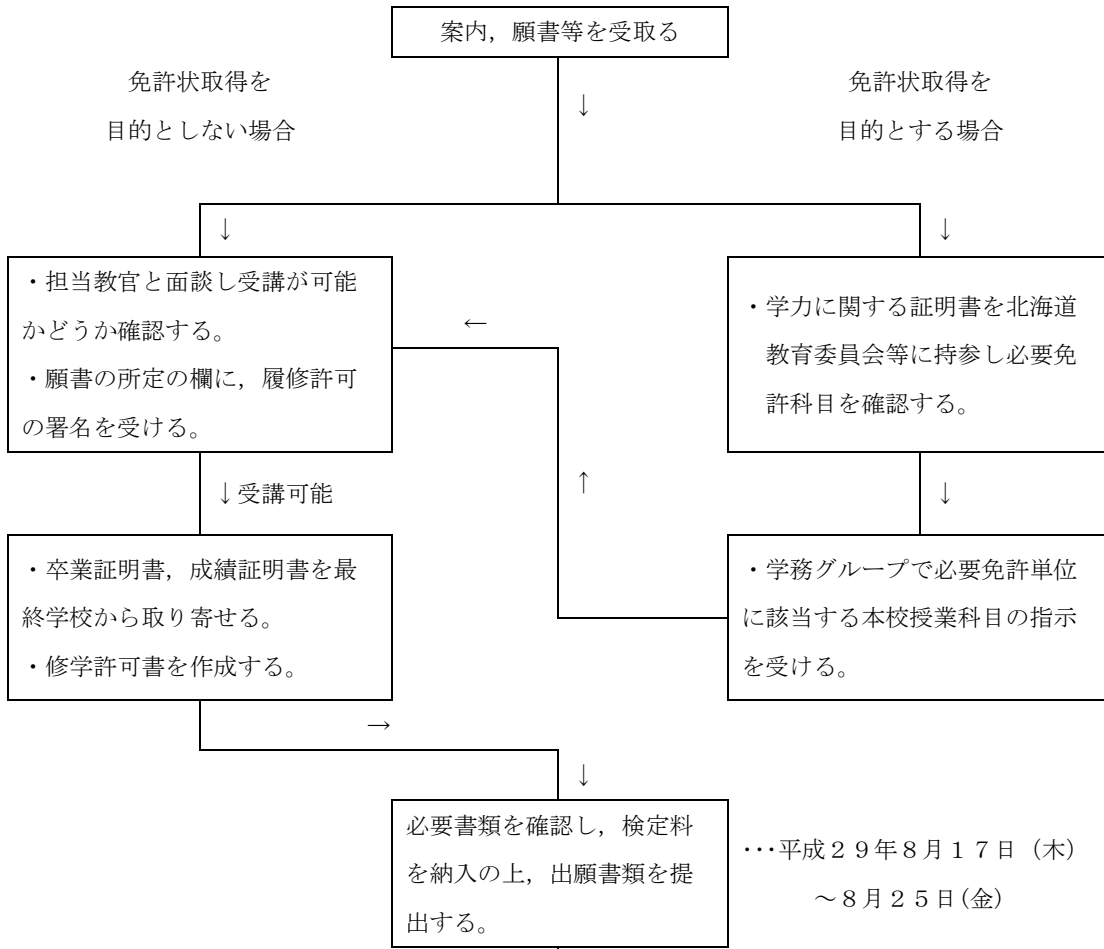 案内，願書等を受取る
免許状取得を
目的としない場合
免許状取得を
目的とする場合
↓
↓
↓
・担当教官と面談し受講が可能
かどうか確認する。
・願書の所定の欄に，履修許可
の署名を受ける。
←
・学力に関する証明書を北海道
教育委員会等に持参し必要免
許科目を確認する。
↓受講可能
↑
↓
・卒業証明書，成績証明書を最
終学校から取り寄せる。
・修学許可書を作成する。
・学務グループで必要免許単位
に該当する本校授業科目の指示
を受ける。
→
↓
必要書類を確認し，検定料
を納入の上，出願書類を提
出する。
･･･平成２９年８月１７日（木）
～８月２５日(金)